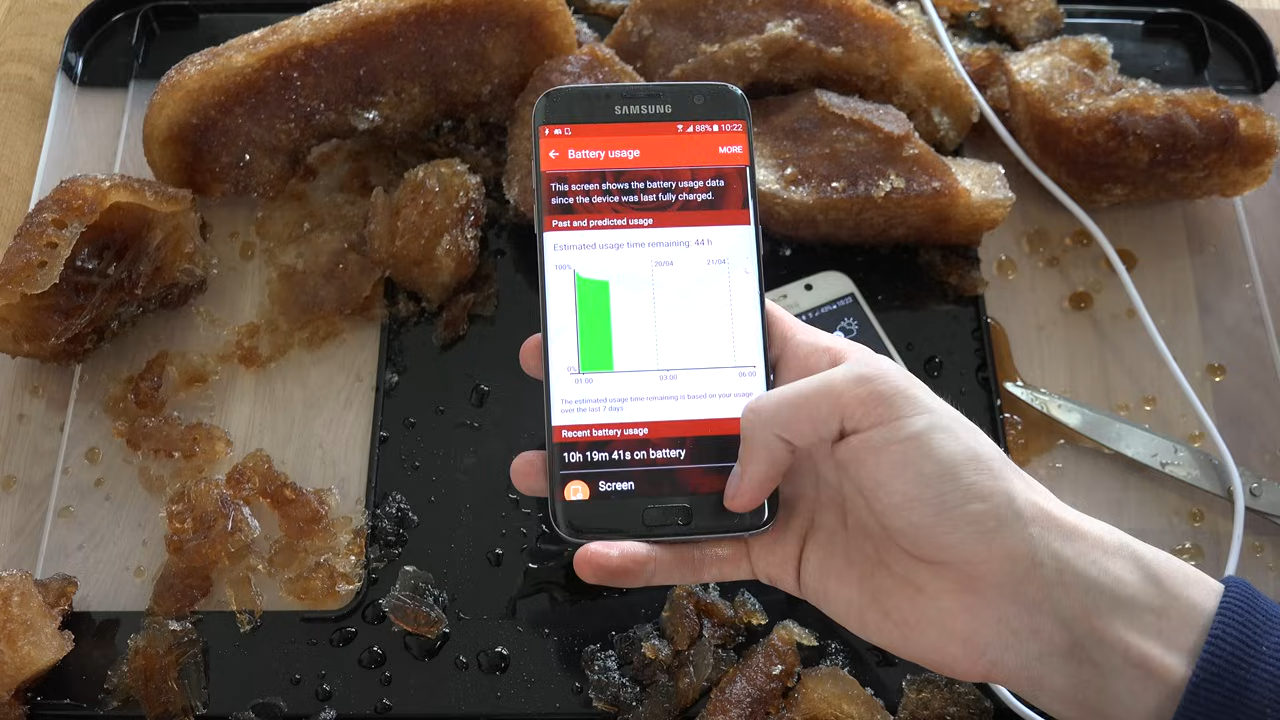 SAMSUNG
88% 10:22
Battery usage MORE
This screen shows the battery usage data
since the device was last fully charged.
Past and predicted usage
Estimated usage time remaining: 44 h
100% 20/04 21/04
0%
01:00 03:00 06:00
The estimated usage time remaining is based on your usage
over the last 7 days
Recent battery usage
10h 19m 41s on battery
Screen